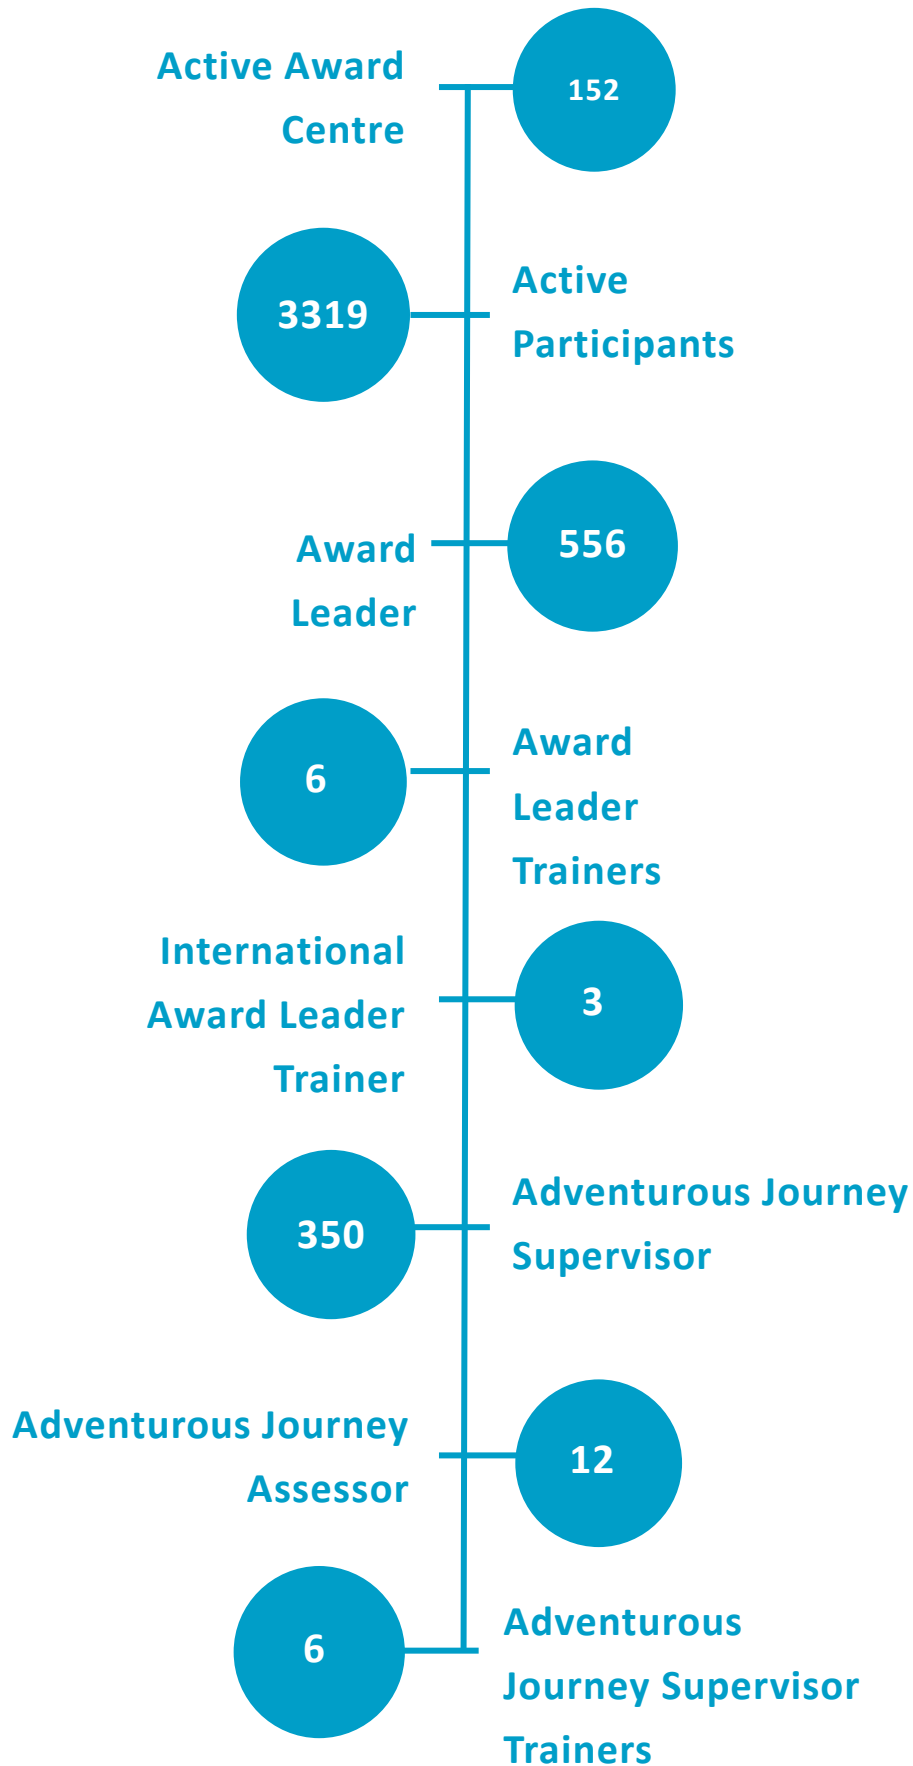 Active Award
Centre
152
3319
Active
Participants
Award
Leader
556
6
Award
Leader
Trainers
International
Award Leader
Trainer
3
350
Adventurous Journey
Supervisor
Adventurous Journey
Assessor
12
6
Adventurous
Journey Supervisor
Trainers